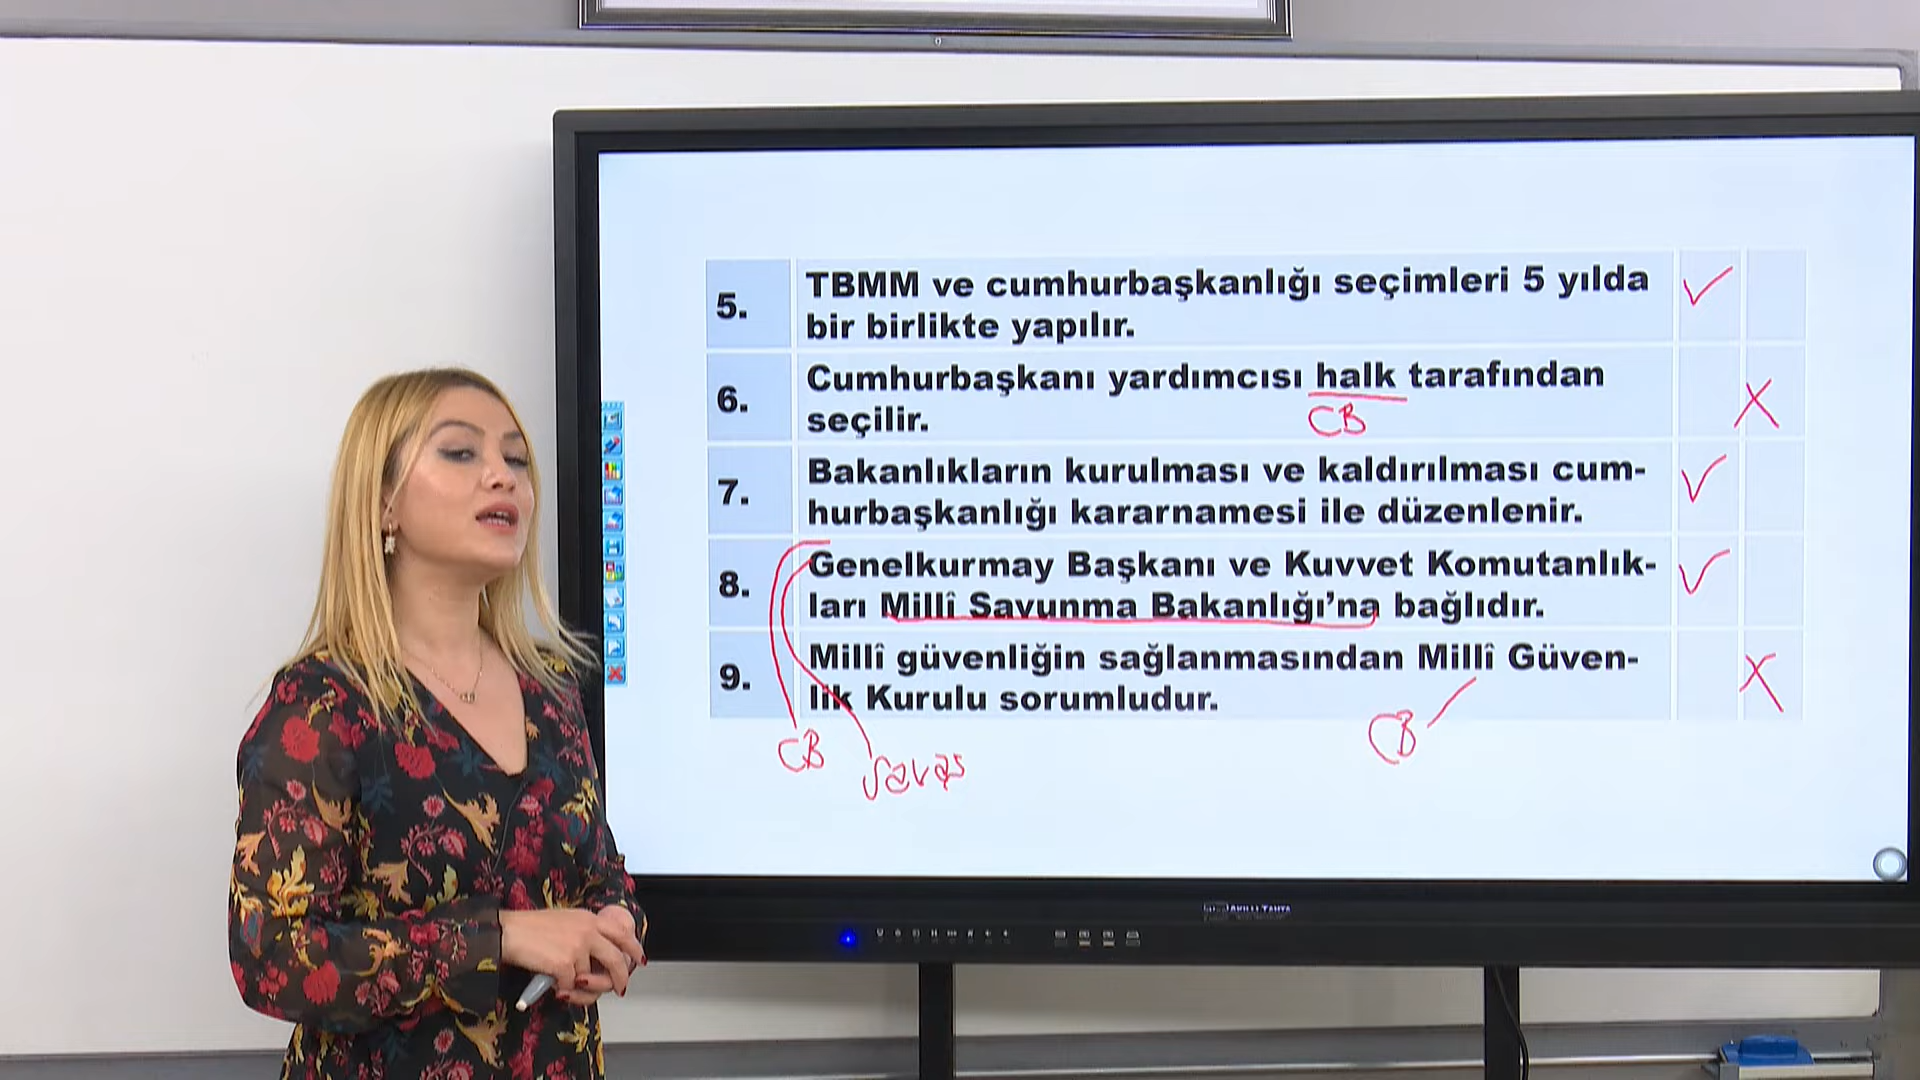 5.
TBMM ve cumhurbaşkanlığı seçimleri 5 yılda
bir birlikte yapılır.
6.
Cumhurbaşkanı yardımcısı halk tarafından
seçilir.
CB
7.
Bakanlıkların kurulması ve kaldırılması cum-
hurbaşkanlığı kararnamesi ile düzenlenir.
8.
Genelkurmay Başkanı ve Kuvvet Komutanlık-
ları Millî Savunma Bakanlığı’na bağlıdır.
9.
Millî güvenliğin sağlanmasından Millî Güven-
lik Kurulu sorumludur.
CB
savaş
CB
AKILLI TAHTA